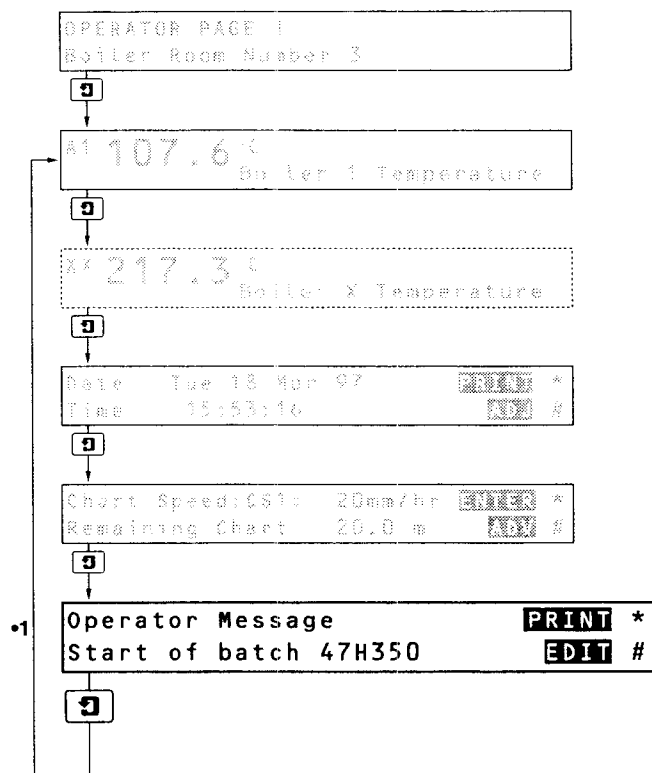 OPERATOR PAGE 1
Boiler Room Number 3
A1 107.6 C
Boiler 1 Temperature
XX 217.3 C
Boiler X Temperature
Date Tue 18 Mar 97 PRINT *
Time 15:53:16 ADJ #
Chart Speed:CS1: 20mm/hr ENTER *
Remaining Chart 20.0 m ADV #
•1
Operator Message PRINT *
Start of batch 47H350 EDIT #